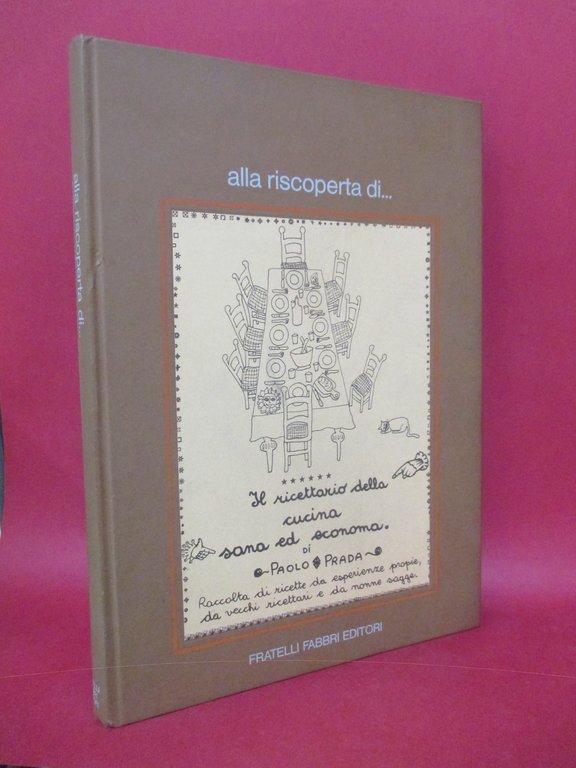 alla riscoperta di...
alla riscoperta di...
Il ricettario della
cucina
sana ed economa.
DI
PAOLO PRADA
Raccolta di ricette da esperienze propie,
da vecchi ricettari e da nonne sagge.
FRATELLI FABBRI EDITORI